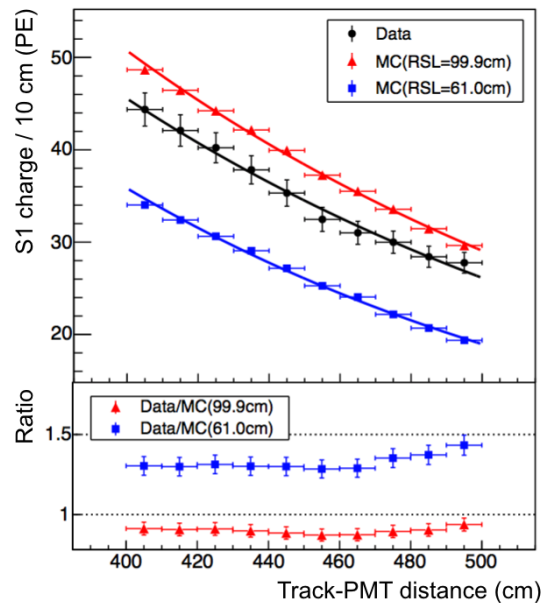 S1 charge / 10 cm (PE)
50
40
30
20
Data
MC(RSL=99.9cm)
MC(RSL=61.0cm)
Ratio
1.5
1
Data/MC(99.9cm)
Data/MC(61.0cm)
400 420 440 460 480 500
Track-PMT distance (cm)